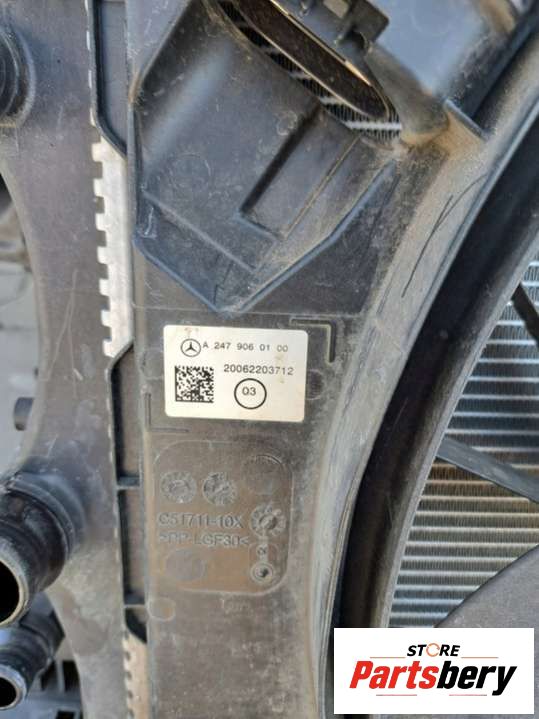 A 247 906 01 00
20062203712
03
C51711-10X
>PP-LGF30<
STORE
Partsbery